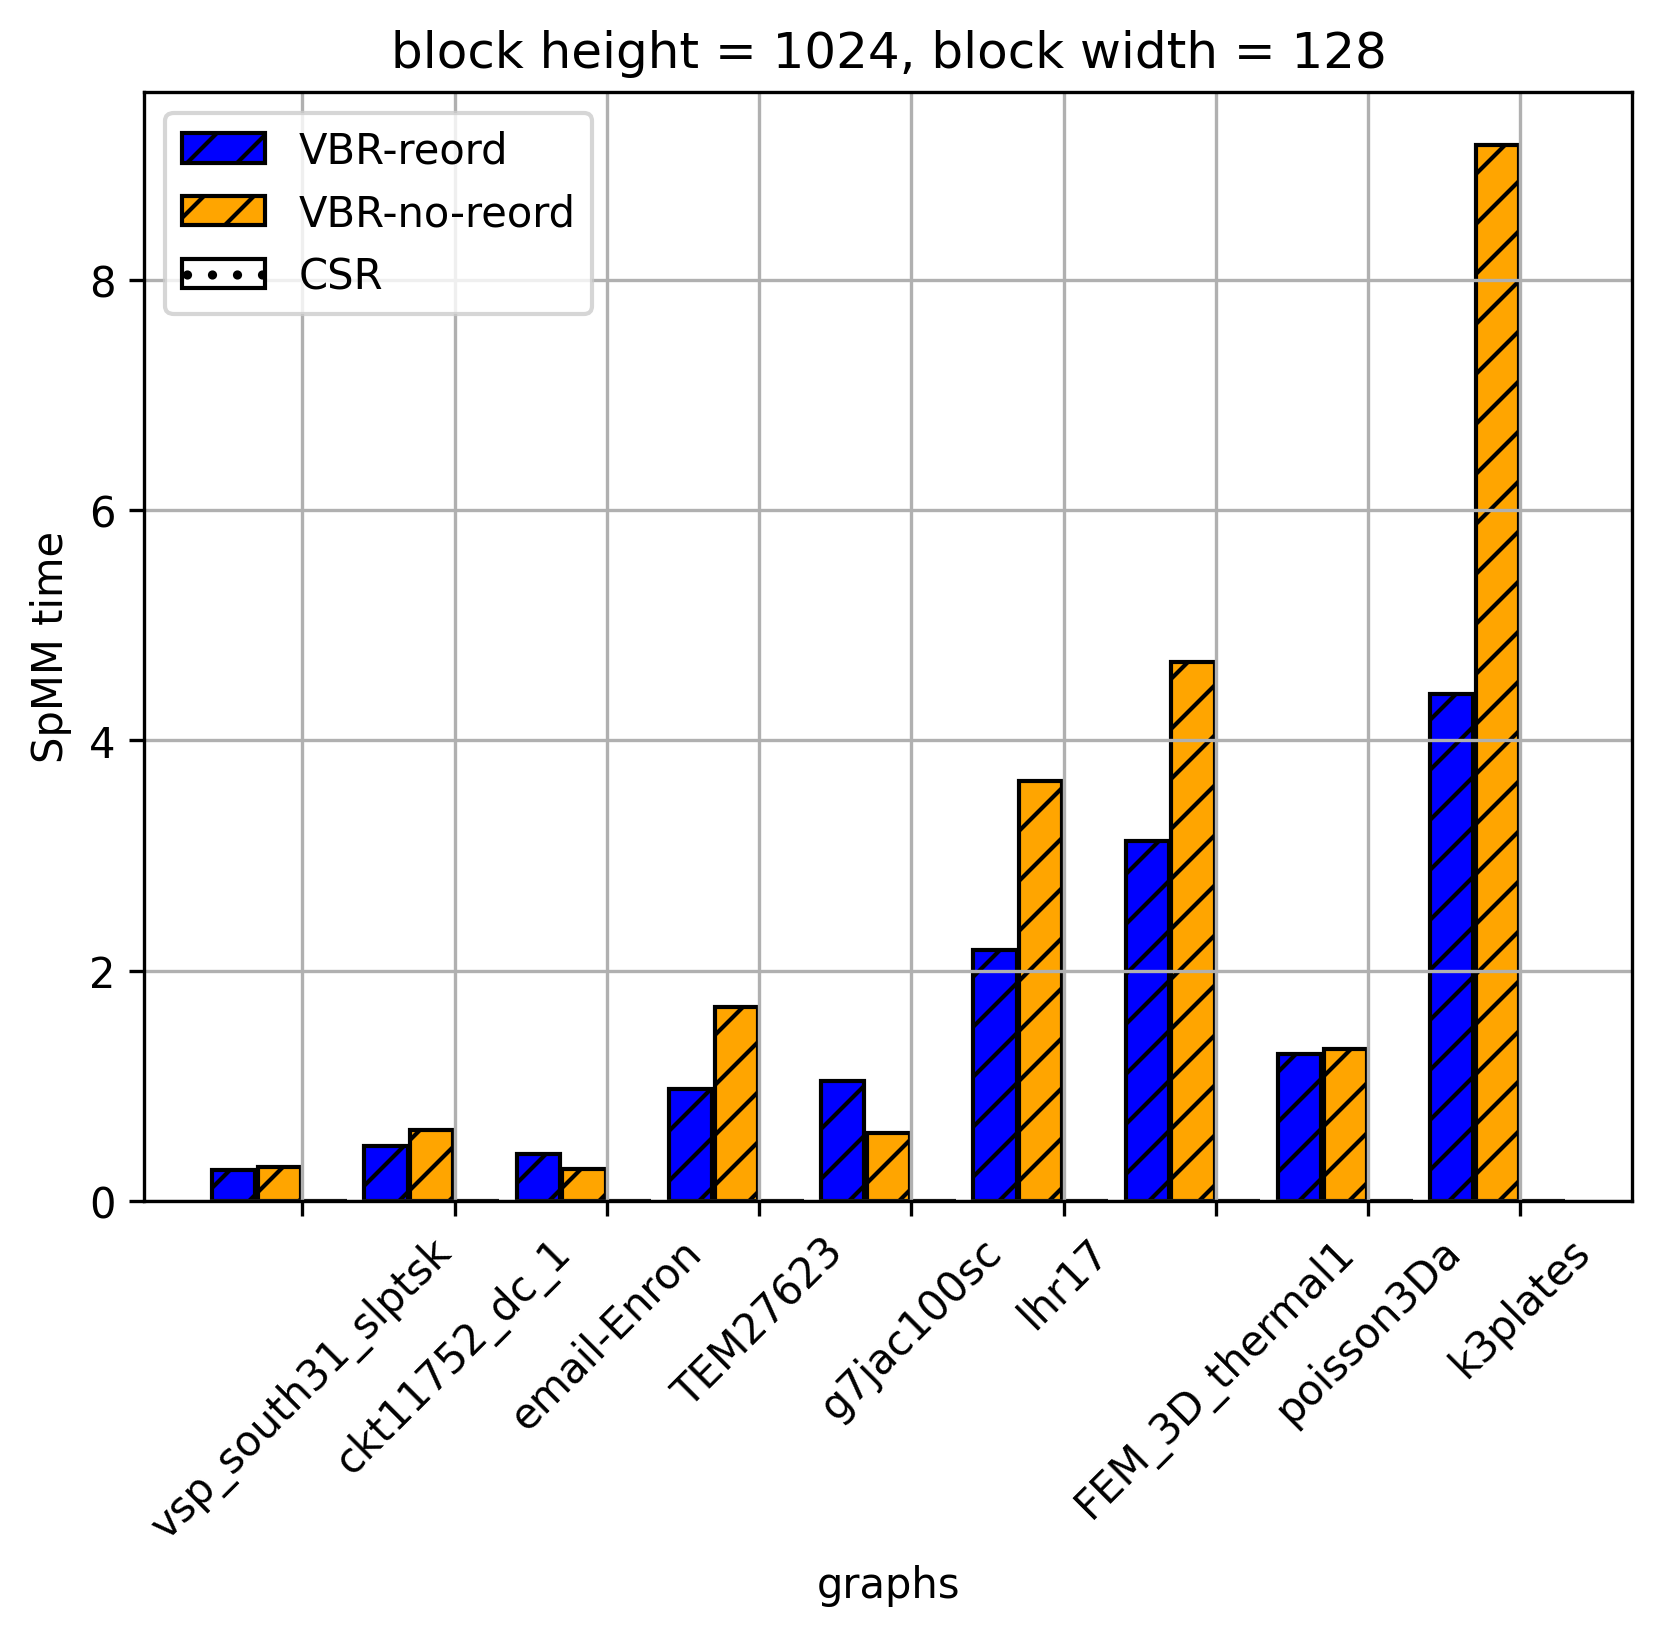 block height = 1024, block width = 128
VBR-reord
VBR-no-reord
CSR
SpMM time
8
6
4
2
0
vsp_south31_slptsk
ckt11752_dc_1
email-Enron
TEM27623
g7jac100sc
lhr17
FEM_3D_thermal1
poisson3Da
k3plates
graphs